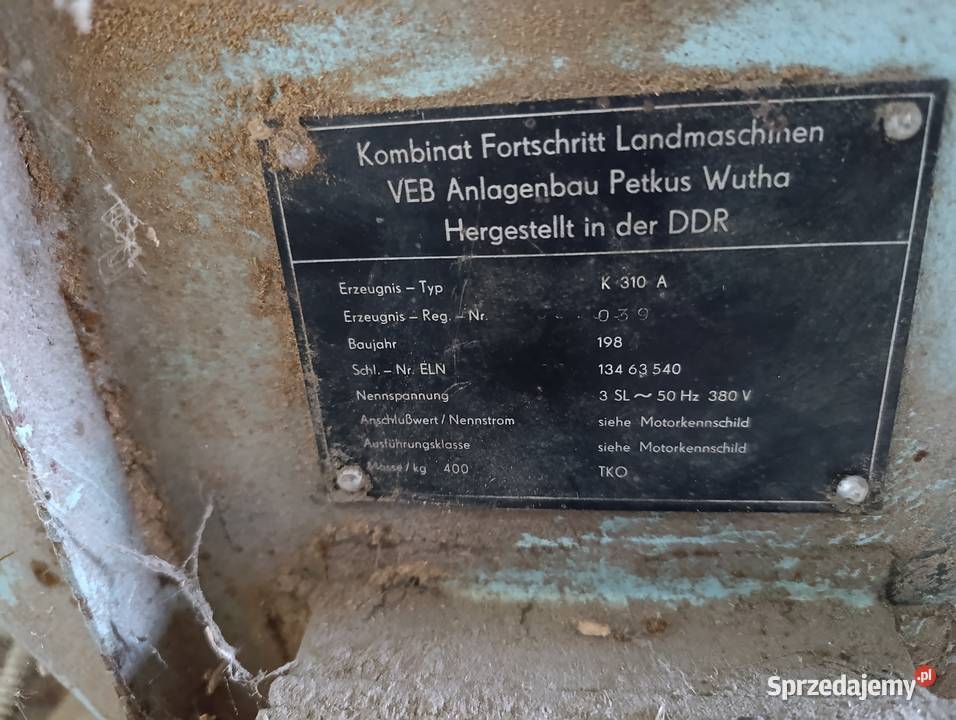 Kombinat Fortschritt Landmaschinen
VEB Anlagenbau Petkus Wutha
Hergestellt in der DDR
Erzeugnis – Typ K 310 A
Erzeugnis – Reg. – Nr. 039
Baujahr 198
Schl. – Nr. ELN 134 63 540
Nennspannung 3 SL ~ 50 Hz 380 V
Anschlußwert / Nennstrom siehe Motorkennschild
Ausführungsklasse siehe Motorkennschild
Masse / kg 400 TKO
Sprzedajemy.pl